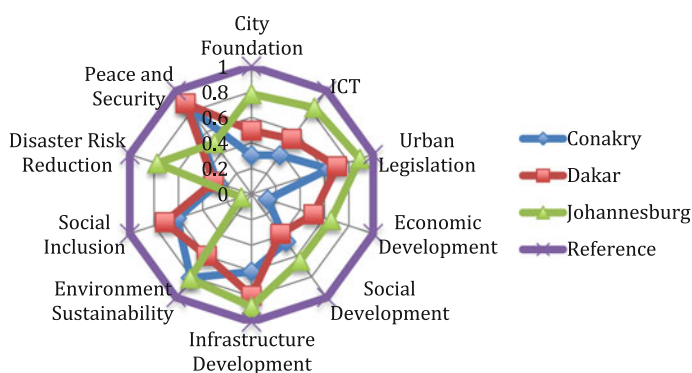 City
Foundation
1
0.8
0.6
0.4
0.2
0
ICT
Urban
Legislation
Economic
Development
Social
Development
Infrastructure
Development
Environment
Sustainability
Social
Inclusion
Disaster Risk
Reduction
Peace and
Security
Conakry
Dakar
Johannesburg
Reference